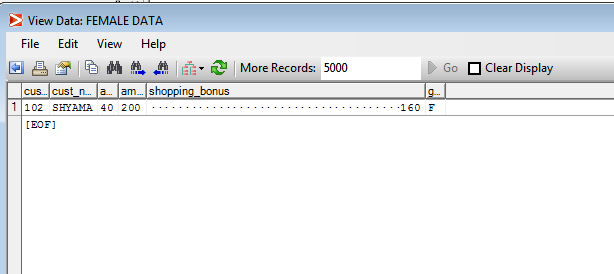 View Data: FEMALE DATA
File Edit View Help
More Records: 5000 Go Clear Display
cus... cust_n... a... am... shopping_bonus g...
1 102 SHYAMA 40 200 ·····································160 F
[EOF]